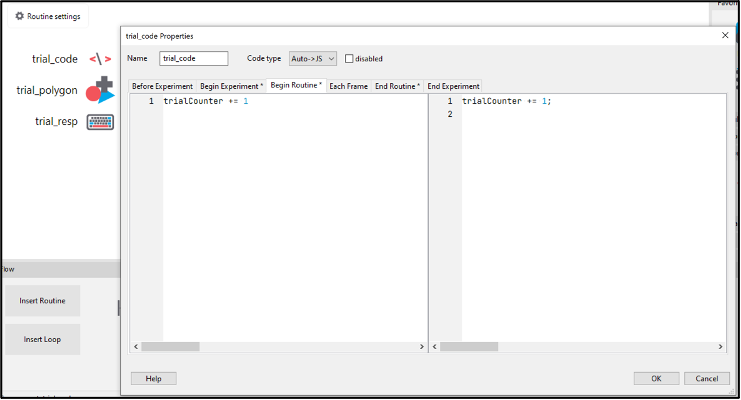 Routine settings
trial_code
trial_polygon
trial_resp
trial_code Properties
Name trial_code Code type Auto->JS disabled
Before Experiment Begin Experiment * Begin Routine * Each Frame End Routine * End Experiment
1 trialCounter += 1
1 trialCounter += 1;
2
Insert Routine
Insert Loop
Help OK Cancel